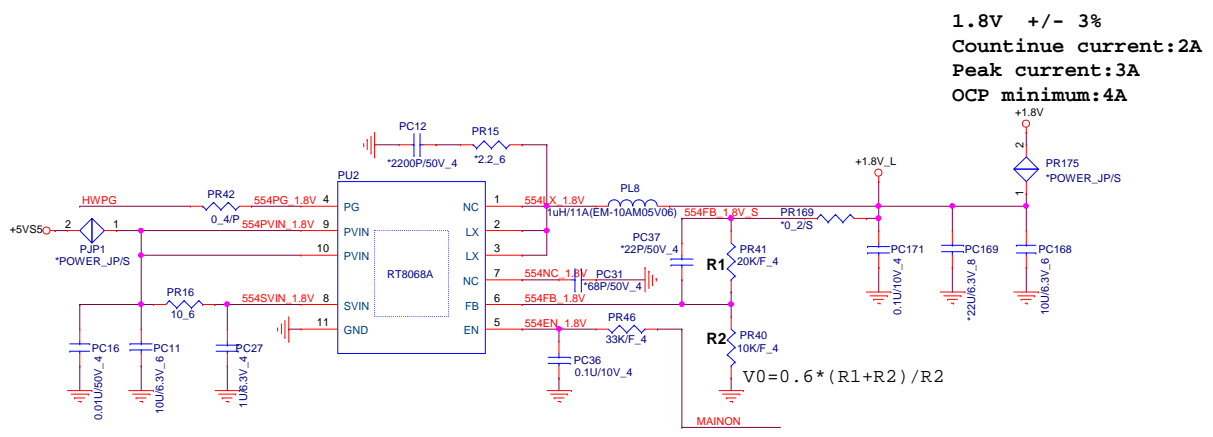 1.8V +/- 3%
Countinue current:2A
Peak current:3A
OCP minimum:4A
+1.8V
2
PR175
*POWER_JP/S
1
+1.8V_L
PC12
*2200P/50V_4
PR15
*2.2_6
PU2
HWPG
PR42
0_4/P
554PG_1.8V
4
PG
NC
1
554LX_1.8V
PL8
1uH/11A(EM-10AM05V06)
554FB_1.8V_S
PR169
*0_2/S
+5VS5
2
1
PJP1
*POWER_JP/S
554PVIN_1.8V
9
PVIN
LX
2
10
PVIN
LX
3
RT8068A
PC37
*22P/50V_4
R1
PR41
20K/F_4
PC171
0.1U/10V_4
PC169
*22U/6.3V_8
PC168
10U/6.3V_6
NC
7
554NC_1.8V
PC31
*68P/50V_4
PR16
10_6
554SVIN_1.8V
8
SVIN
FB
6
554FB_1.8V
11
GND
EN
5
554EN_1.8V
PR46
33K/F_4
R2
PR40
10K/F_4
PC16
0.01U/50V_4
PC11
10U/6.3V_6
PC27
1U/6.3V_4
PC36
0.1U/10V_4
V0=0.6*(R1+R2)/R2
MAINON